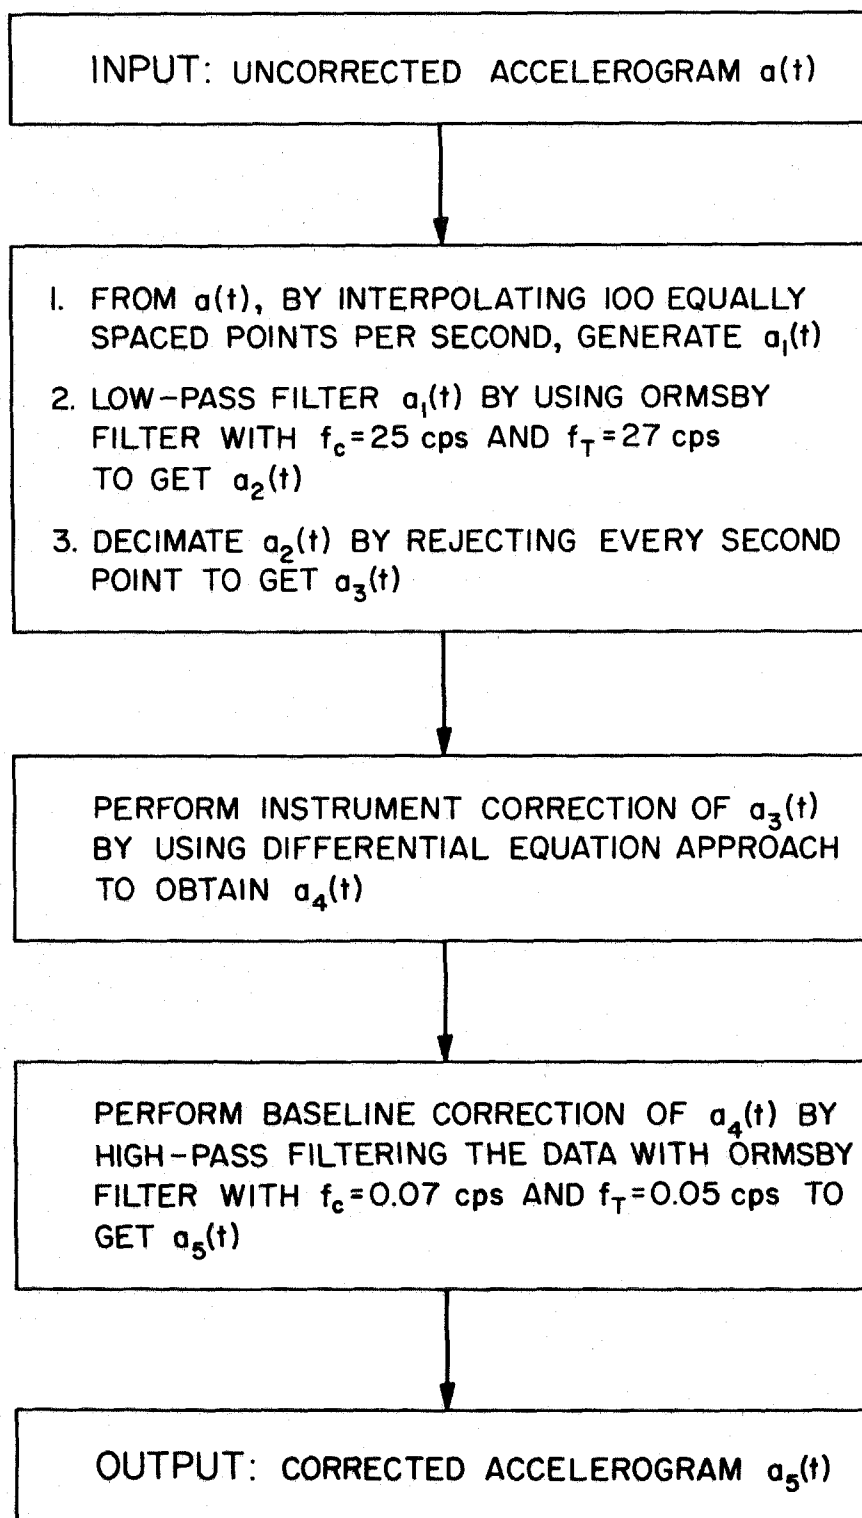 INPUT: UNCORRECTED ACCELEROGRAM a(t)
1. FROM a(t), BY INTERPOLATING 100 EQUALLY
SPACED POINTS PER SECOND, GENERATE a₁(t)
2. LOW-PASS FILTER a₁(t) BY USING ORMSBY
FILTER WITH f_c=25 cps AND f_T=27 cps
TO GET a₂(t)
3. DECIMATE a₂(t) BY REJECTING EVERY SECOND
POINT TO GET a₃(t)
PERFORM INSTRUMENT CORRECTION OF a₃(t)
BY USING DIFFERENTIAL EQUATION APPROACH
TO OBTAIN a₄(t)
PERFORM BASELINE CORRECTION OF a₄(t) BY
HIGH-PASS FILTERING THE DATA WITH ORMSBY
FILTER WITH f_c=0.07 cps AND f_T=0.05 cps TO
GET a₅(t)
OUTPUT: CORRECTED ACCELEROGRAM a₅(t)